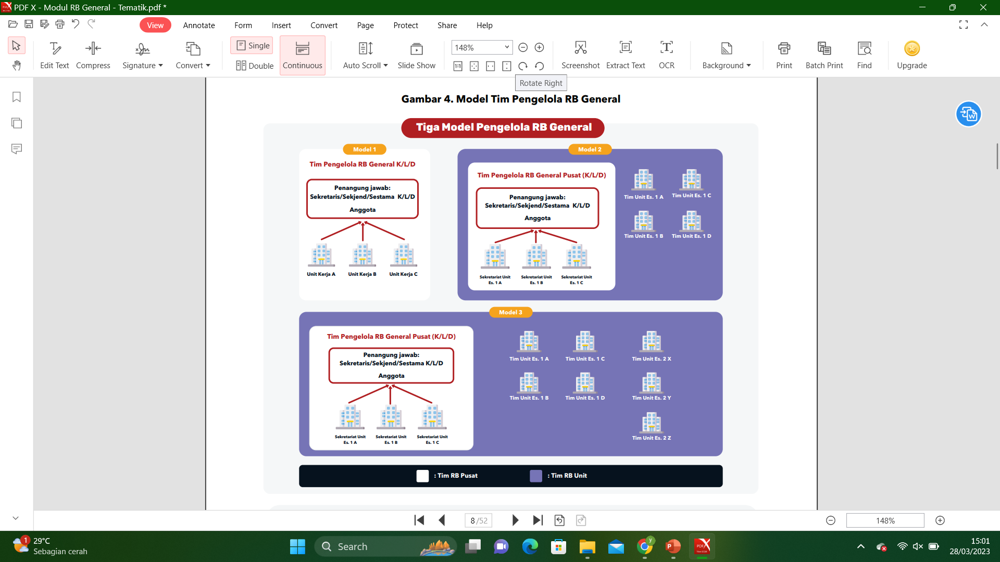 PDF X - Modul RB General - Tematik.pdf *
View
Annotate
Form
Insert
Convert
Page
Protect
Share
Help
Edit Text
Compress
Signature
Convert
Single
Double
Continuous
Auto Scroll
Slide Show
148%
Screenshot
Extract Text
OCR
Background
Print
Batch Print
Find
Upgrade
Rotate Right
Gambar 4. Model Tim Pengelola RB General
Tiga Model Pengelola RB General
Model 1
Tim Pengelola RB General K/L/D
Penangung jawab:
Sekretaris/Sekjend/Sestama K/L/D
Anggota
Unit Kerja A
Unit Kerja B
Unit Kerja C
Model 2
Tim Pengelola RB General Pusat (K/L/D)
Penangung jawab:
Sekretaris/Sekjend/Sestama K/L/D
Anggota
Sekretariat Unit
Es. 1 A
Sekretariat Unit
Es. 1 B
Sekretariat Unit
Es. 1 C
Tim Unit Es. 1 A
Tim Unit Es. 1 C
Tim Unit Es. 1 B
Tim Unit Es. 1 D
Model 3
Tim Pengelola RB General Pusat (K/L/D)
Penangung jawab:
Sekretaris/Sekjend/Sestama K/L/D
Anggota
Sekretariat Unit
Es. 1 A
Sekretariat Unit
Es. 1 B
Sekretariat Unit
Es. 1 C
Tim Unit Es. 1 A
Tim Unit Es. 1 C
Tim Unit Es. 2 X
Tim Unit Es. 1 B
Tim Unit Es. 1 D
Tim Unit Es. 2 Y
Tim Unit Es. 2 Z
: Tim RB Pusat
: Tim RB Unit
8 /52
148%
1
29°C
Sebagian cerah
Search
15:01
28/03/2023